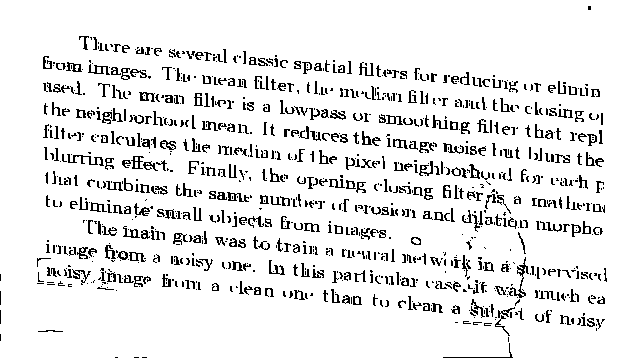 There are several classic spatial filters for reducing or elimin
from images. The mean filter, the median filter and the closing op
used. The mean filter is a lowpass or smoothing filter that repl
the neighborhood mean. It reduces the image noise but blurs the
filter calculates the median of the pixel neighborhood for each p
blurring effect. Finally, the opening closing filter is a mathem
that combines the same number of erosion and dilation morpho
to eliminate small objects from images.
The main goal was to train a neural network in a supervised
image from a noisy one. In this particular case it was much ea
noisy image from a clean one than to clean a subset of noisy